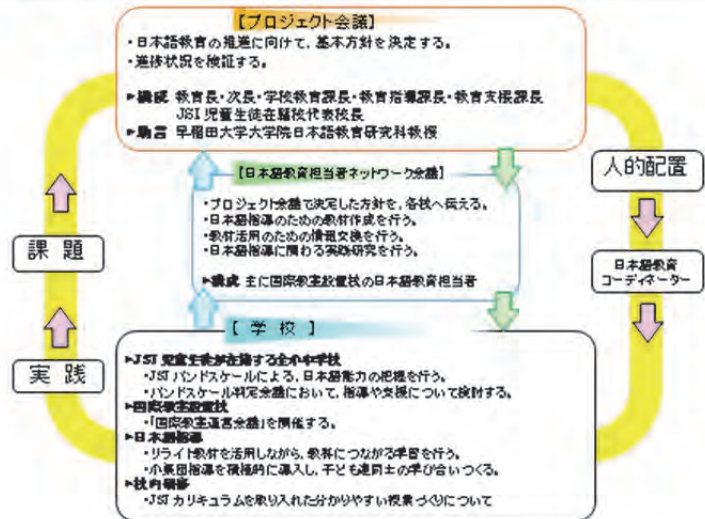 【プロジェクト会議】
・日本語教育の推進に向けて、基本方針を決定する。
・進捗状況を検証する。
▶構成 教育長・次長・学校教育課長・教育指導課長・教育支援課長
JSI 児童生徒在籍校代表校長
▶助言 早稲田大学大学院日本語教育研究科教授
【日本語教育担当者ネットワーク会議】
・プロジェクト会議で決定した方針を、各校へ伝える。
・日本語指導のための教材作成を行う。
・教材活用のための情報交換を行う。
・日本語指導に関わる実践研究を行う。
▶構成 主に国際教室設置校の日本語教育担当者
人的配置
日本語教育
コーディネーター
課題
実践
【学校】
▶JSI 児童生徒が在籍する全小中学校
・JSI バンドスケールによる、日本語能力の把握を行う。
・バンドスケール判定会議において、指導や支援について検討する。
▶国際教室設置校
・「国際教室運営会議」を開催する。
▶日本語指導
・リライト教材を活用しながら、教科につながる学習を行う。
・小集団指導を積極的に導入し、子ども達同士の学び合いつくる。
▶校内研修
・JSI カリキュラムを取り入れた分かりやすい授業づくりについて